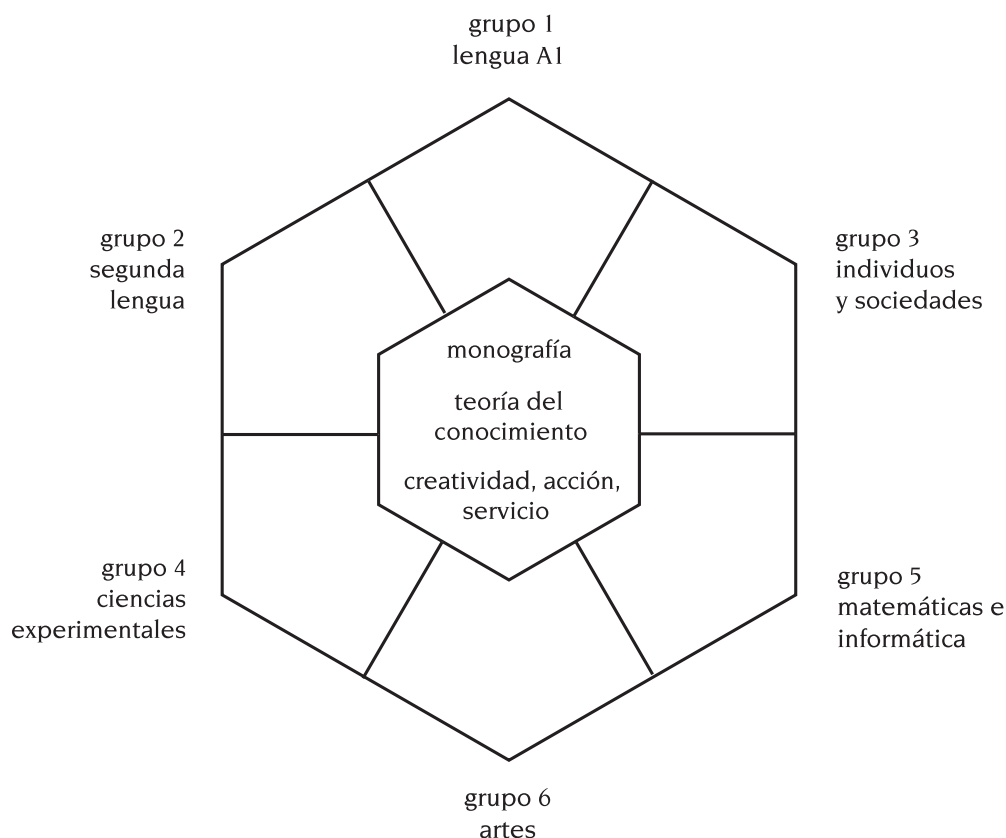 grupo 1
lengua A1
grupo 2
segunda
lengua
grupo 3
individuos
y sociedades
monografía
teoría del
conocimiento
creatividad, acción,
servicio
grupo 4
ciencias
experimentales
grupo 5
matemáticas e
informática
grupo 6
artes